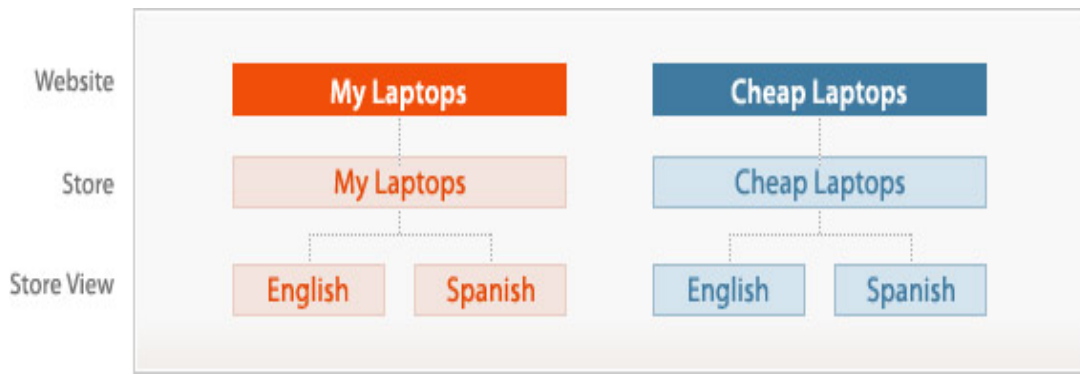 Website
My Laptops
Cheap Laptops
Store
My Laptops
Cheap Laptops
Store View
English
Spanish
English
Spanish